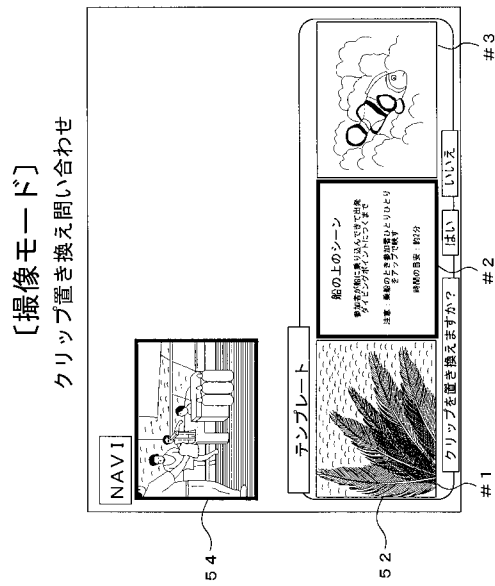 ［撮像モード］
クリップ置き換え問い合わせ
NAVI
54
テンプレート
船の上のシーン
参加者が船に乗り込んできて出発
ダイビングポイントにつくまで
注意：乗船のとき参加者ひとりひとり
をアップで映す
時間の目安：約2分
クリップを置き換えますか？ はい いいえ
52
#1
#2
#3